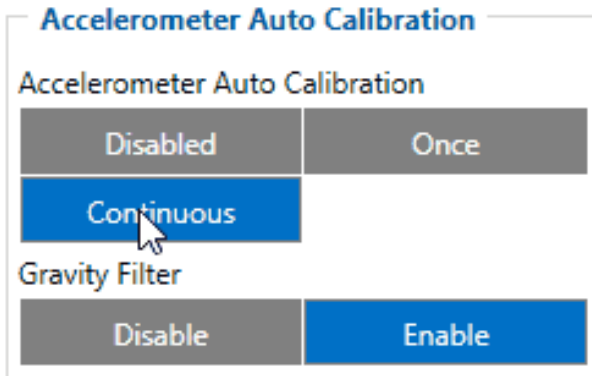 Accelerometer Auto Calibration
Accelerometer Auto Calibration
Disabled Once
Continuous
Gravity Filter
Disable Enable